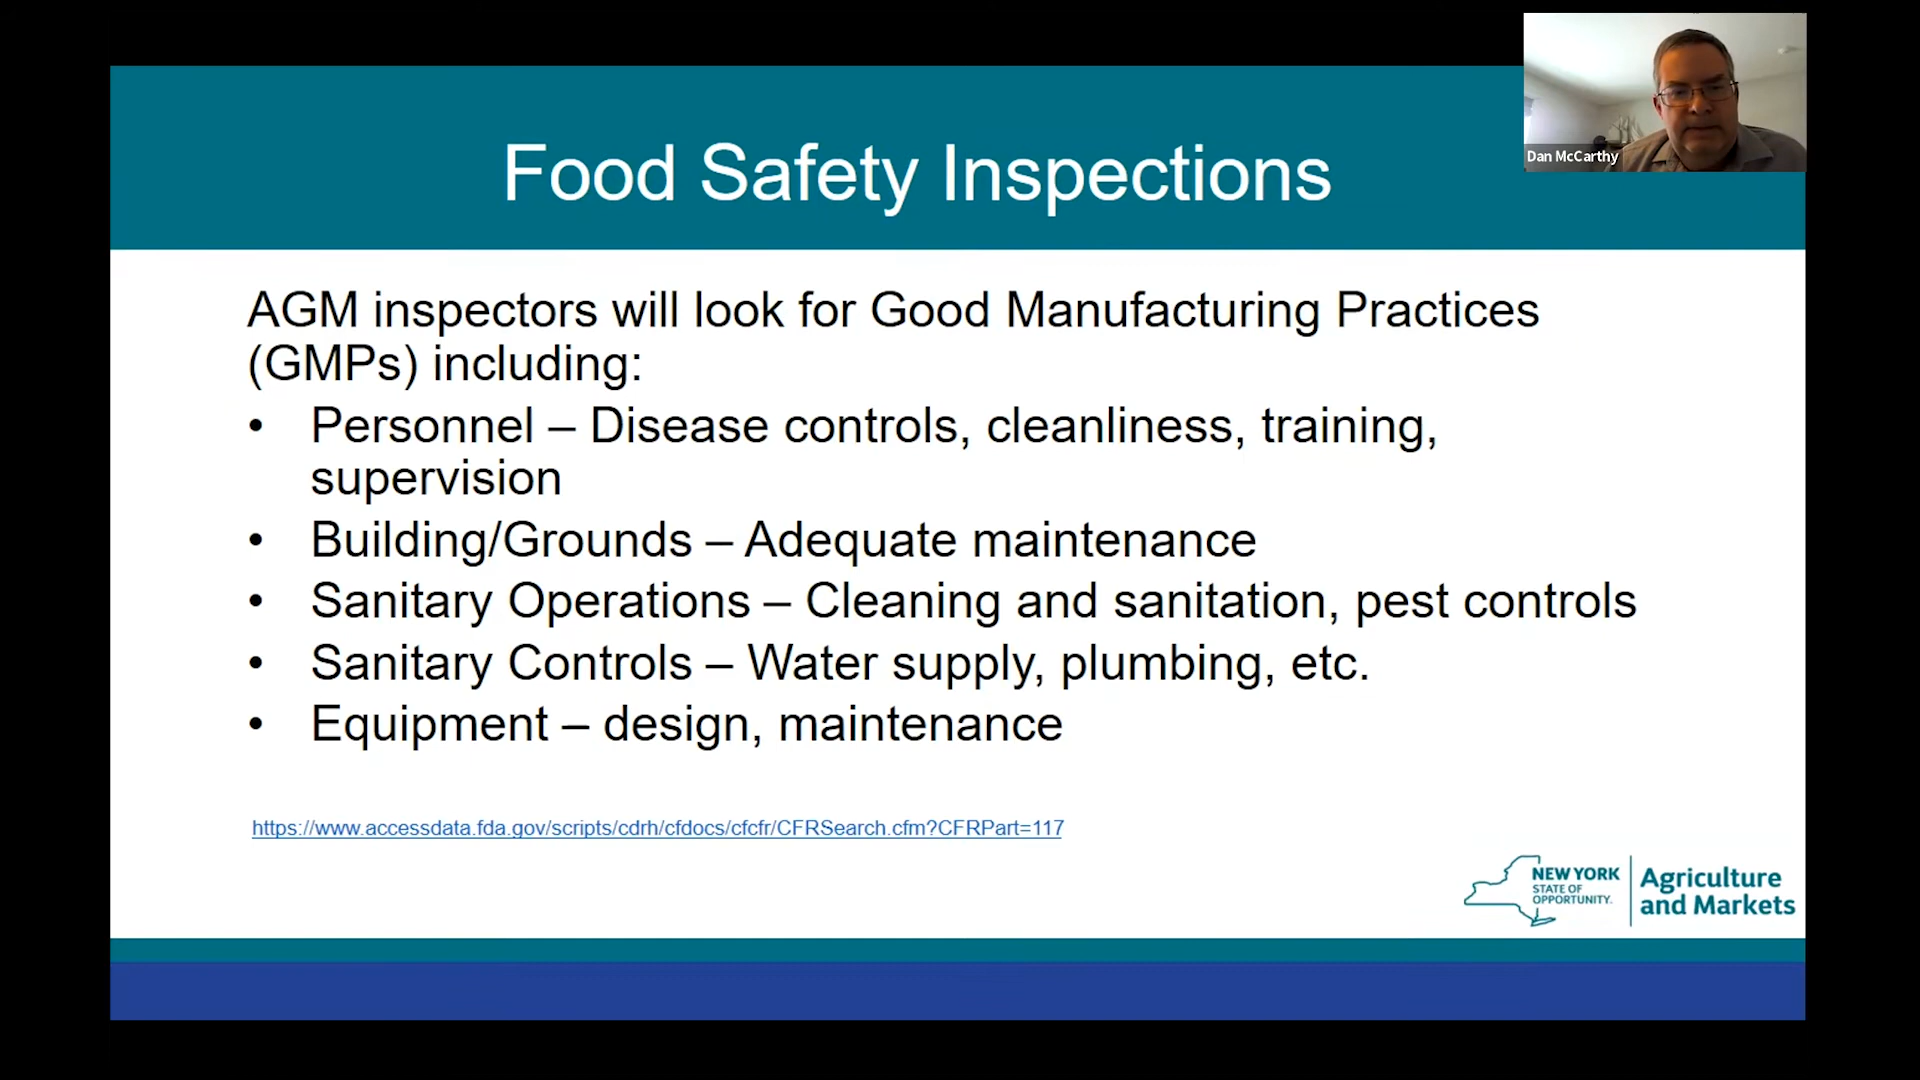 Dan McCarthy
Food Safety Inspections
AGM inspectors will look for Good Manufacturing Practices
(GMPs) including:
• Personnel – Disease controls, cleanliness, training,
supervision
• Building/Grounds – Adequate maintenance
• Sanitary Operations – Cleaning and sanitation, pest controls
• Sanitary Controls – Water supply, plumbing, etc.
• Equipment – design, maintenance
https://www.accessdata.fda.gov/scripts/cdrh/cfdocs/cfcfr/CFRSearch.cfm?CFRPart=117
NEW YORK
STATE OF
OPPORTUNITY.
Agriculture
and Markets